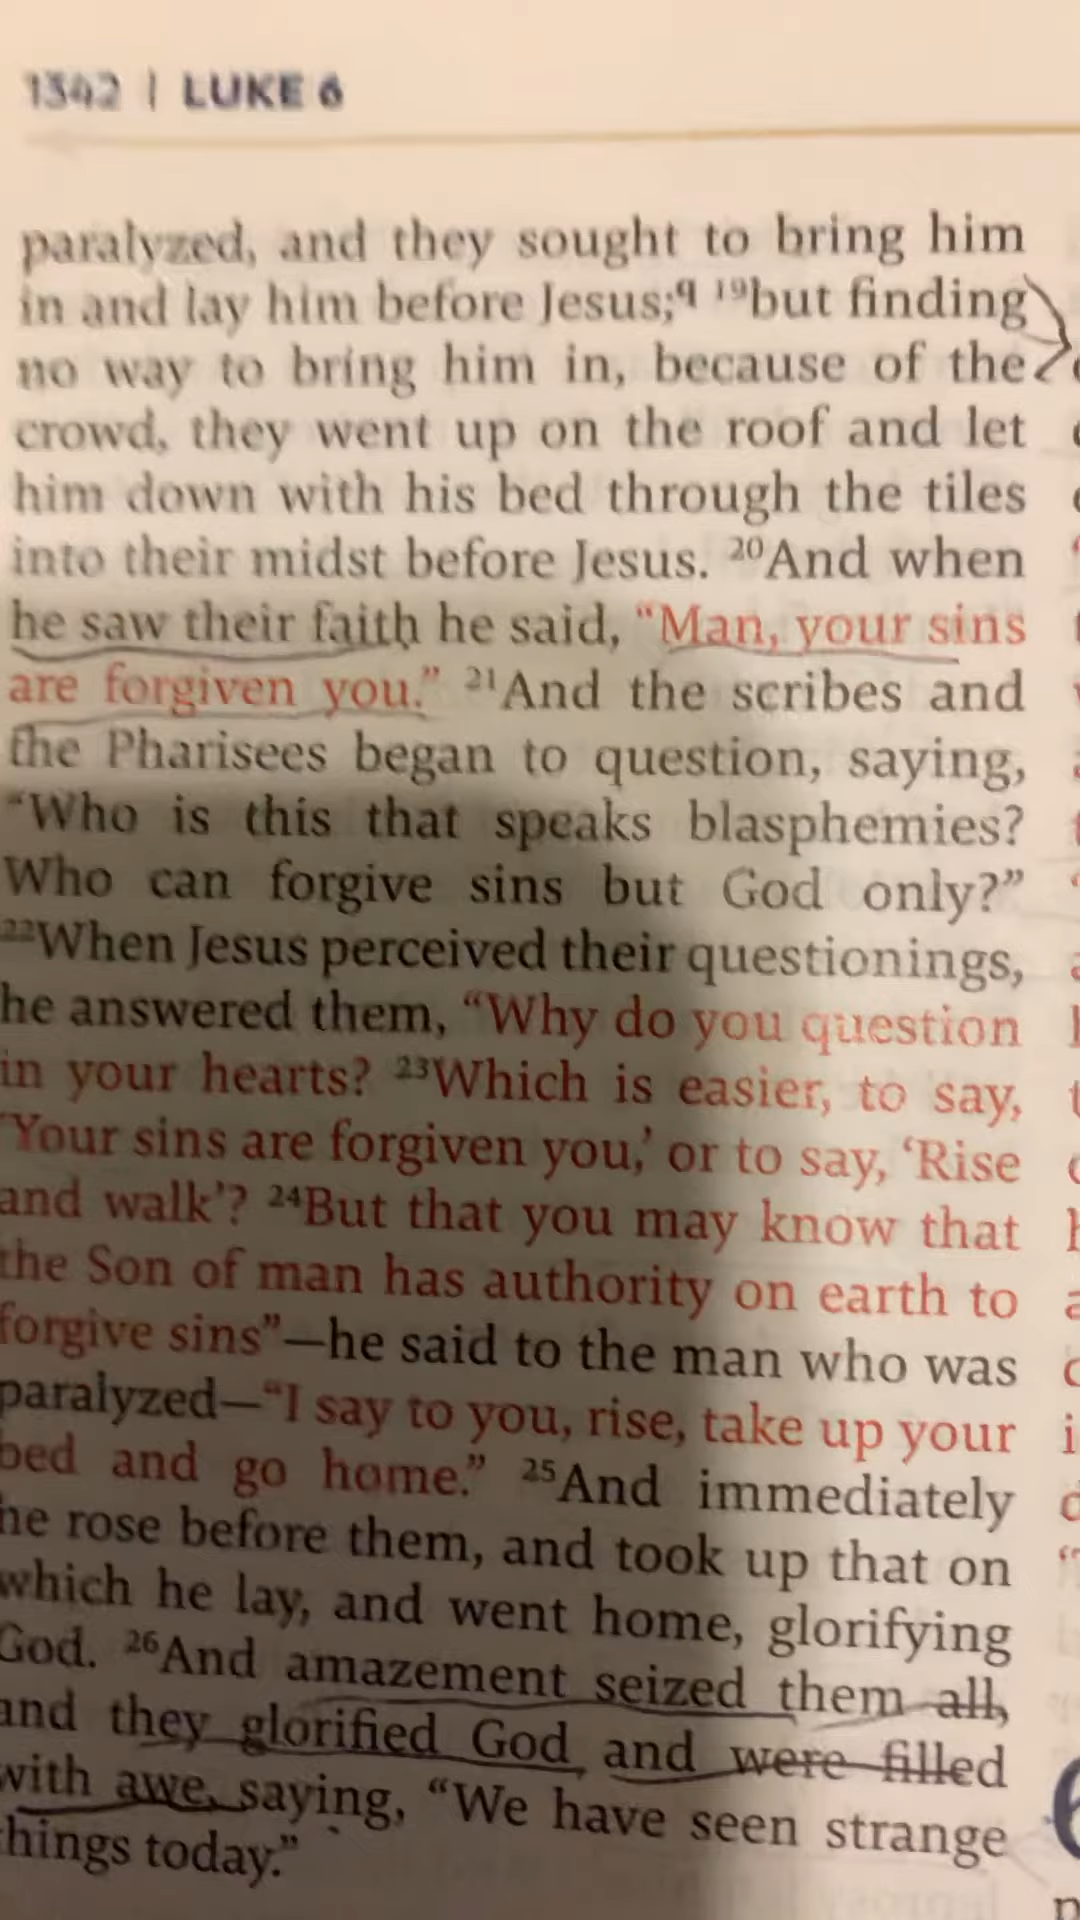 1342 | LUKE 6
paralyzed, and they sought to bring him
in and lay him before Jesus;q 19but finding
no way to bring him in, because of the
crowd, they went up on the roof and let
him down with his bed through the tiles
into their midst before Jesus. 20And when
he saw their faith he said, “Man, your sins
are forgiven you.” 21And the scribes and
the Pharisees began to question, saying,
“Who is this that speaks blasphemies?
Who can forgive sins but God only?”
22When Jesus perceived their questionings,
he answered them, “Why do you question
in your hearts? 23Which is easier, to say,
‘Your sins are forgiven you,’ or to say, ‘Rise
and walk’? 24But that you may know that
the Son of man has authority on earth to
forgive sins”—he said to the man who was
paralyzed—“I say to you, rise, take up your
bed and go home.” 25And immediately
he rose before them, and took up that on
which he lay, and went home, glorifying
God. 26And amazement seized them all,
and they glorified God and were filled
with awe, saying, “We have seen strange
things today.”